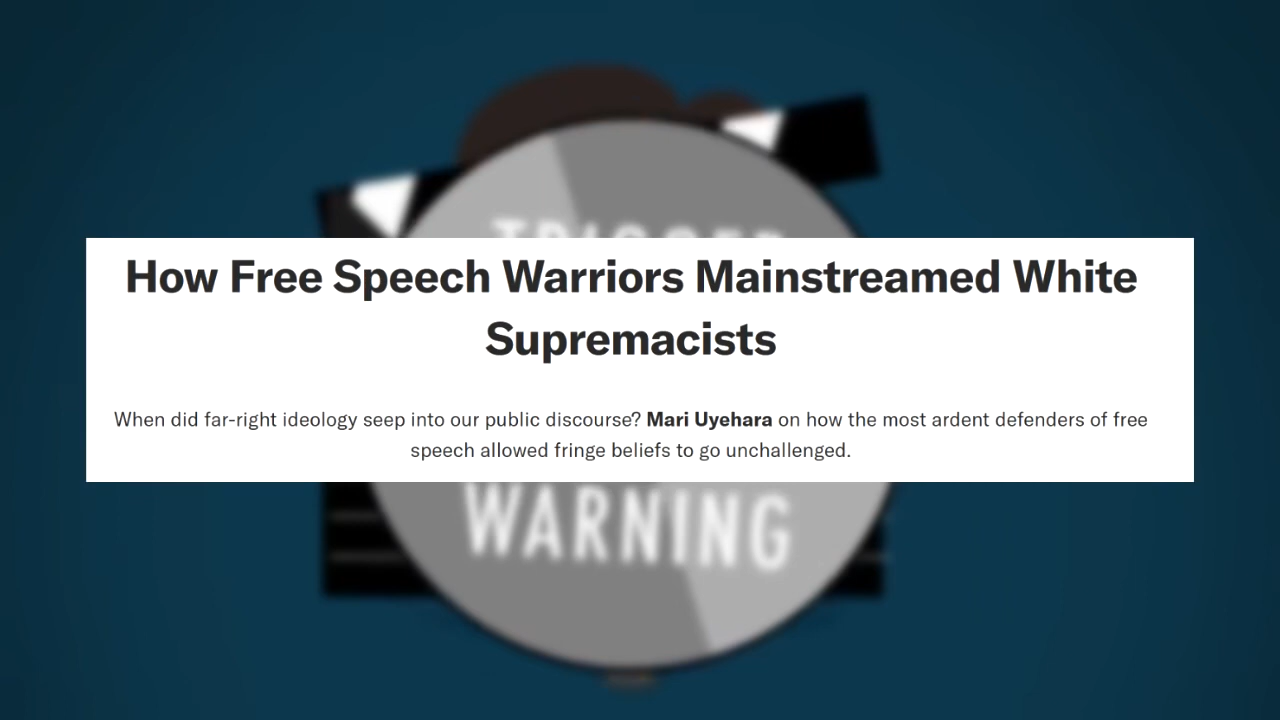 TRIGGER
How Free Speech Warriors Mainstreamed White
Supremacists
When did far-right ideology seep into our public discourse? Mari Uyehara on how the most ardent defenders of free
speech allowed fringe beliefs to go unchallenged.
WARNING